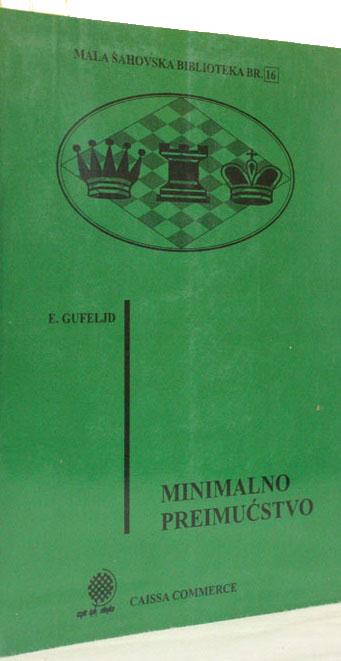 MALA ŠAHOVSKA BIBLIOTEKA BR. 16
E. GUFELJD
MINIMALNO
PREIMUĆSTVO
CAISSA COMMERCE